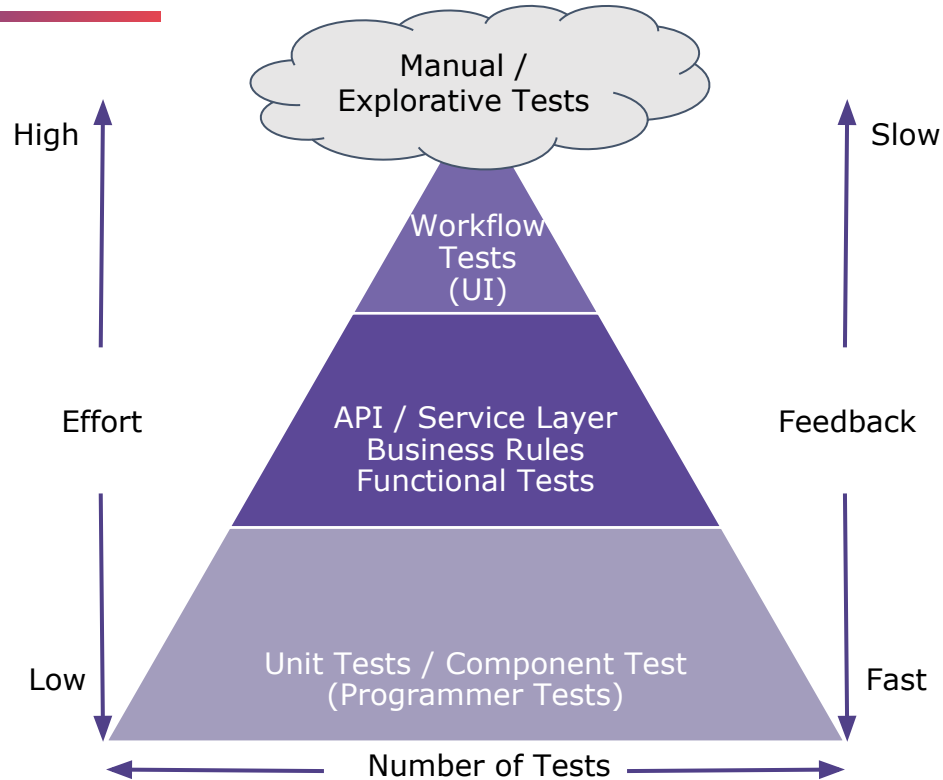 Manual /
Explorative Tests
High
Slow
Workflow
Tests
(UI)
Effort
API / Service Layer
Business Rules
Functional Tests
Feedback
Unit Tests / Component Test
(Programmer Tests)
Low
Fast
Number of Tests